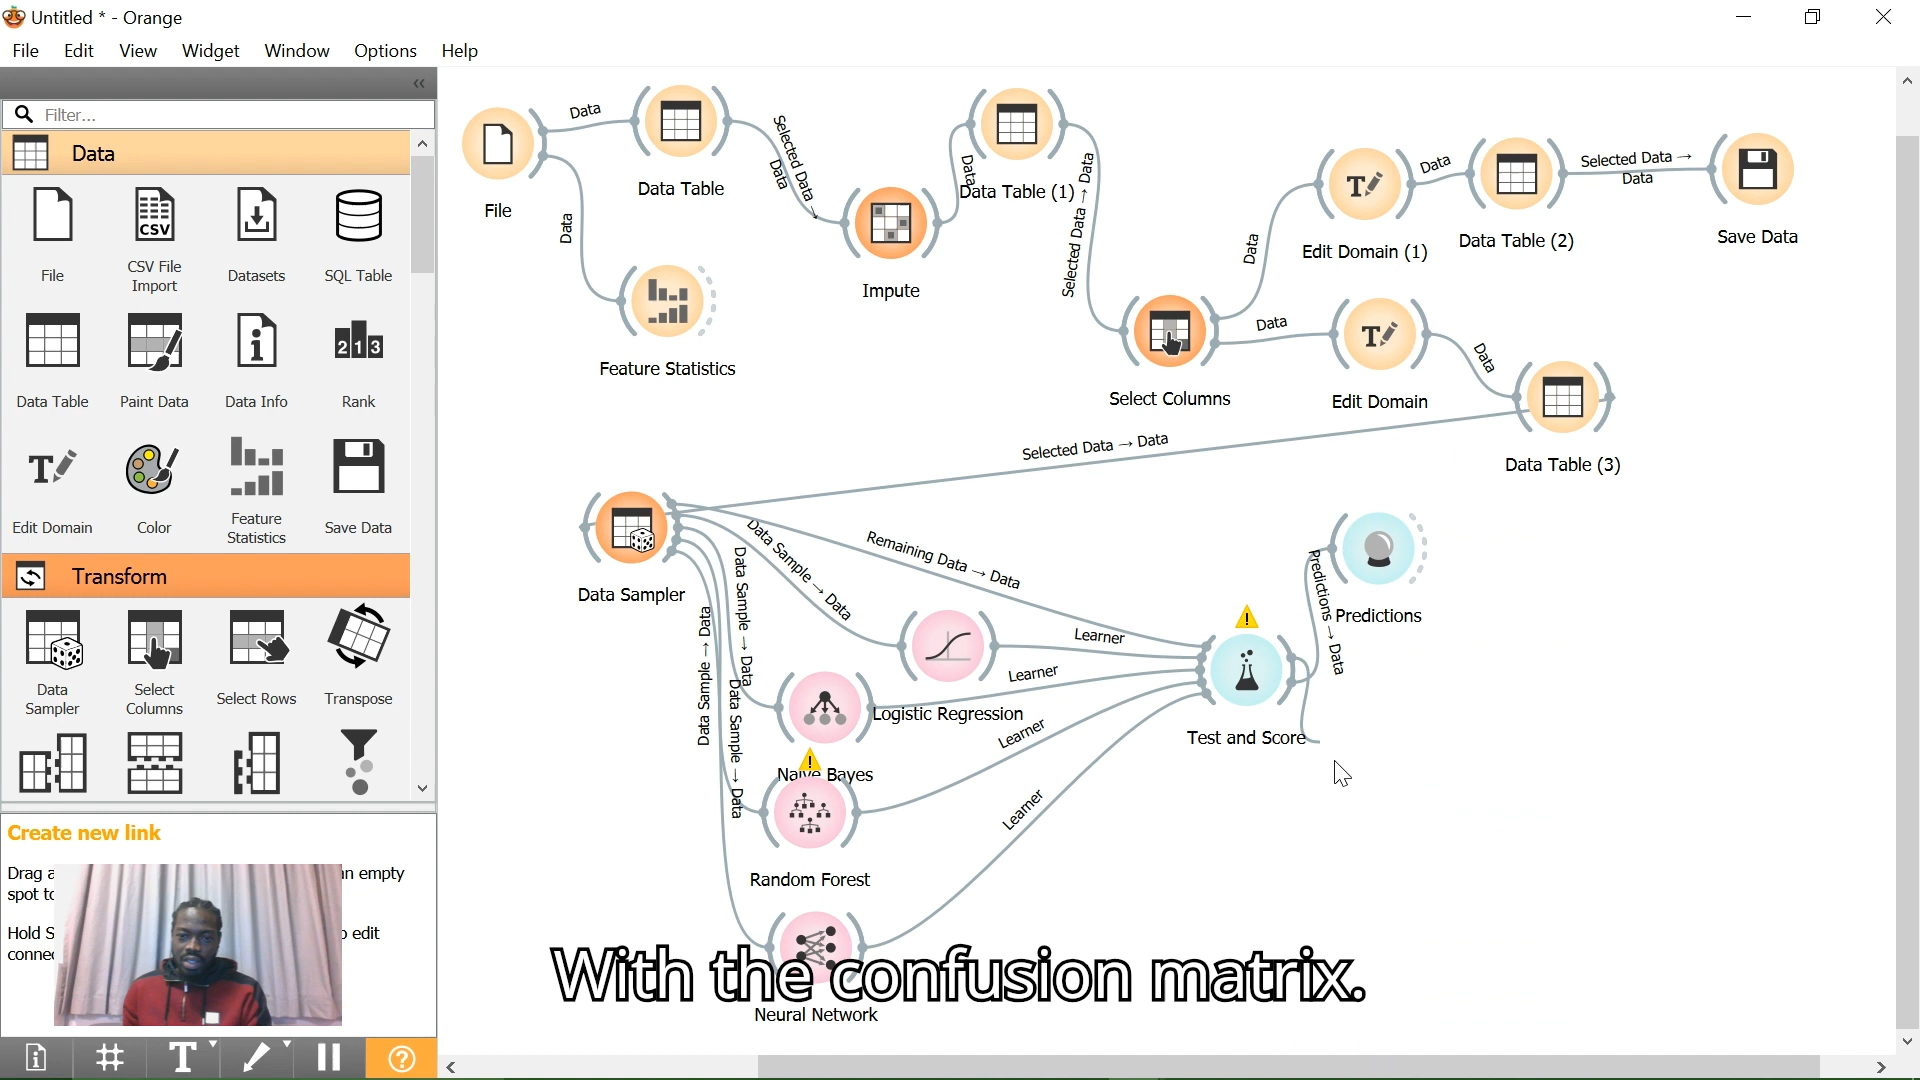 Untitled * - Orange
File Edit View Widget Window Options Help
Filter...
Data
File
CSV File Import
Datasets
SQL Table
Data Table
Paint Data
Data Info
Rank
Edit Domain
Color
Feature Statistics
Save Data
Transform
Data Sampler
Select Columns
Select Rows
Transpose
Create new link
Drag a
n empty
spot to
Hold S
o edit
connec
File
Data
Data
Data Table
Selected Data →
Data
Feature Statistics
Impute
Data
Data Table (1)
Selected Data → Data
Select Columns
Data
Data
Edit Domain (1)
Data
Data Table (2)
Selected Data →
Data
Save Data
Edit Domain
Data
Data Table (3)
Selected Data → Data
Data Sampler
Remaining Data → Data
Data Sample → Data
Data Sample → Data
Data Sample → Data
Data Sample → Data
Logistic Regression
Learner
Naive Bayes
Learner
Random Forest
Learner
Neural Network
Learner
Test and Score
Predictions → Data
Predictions
With the confusion matrix.